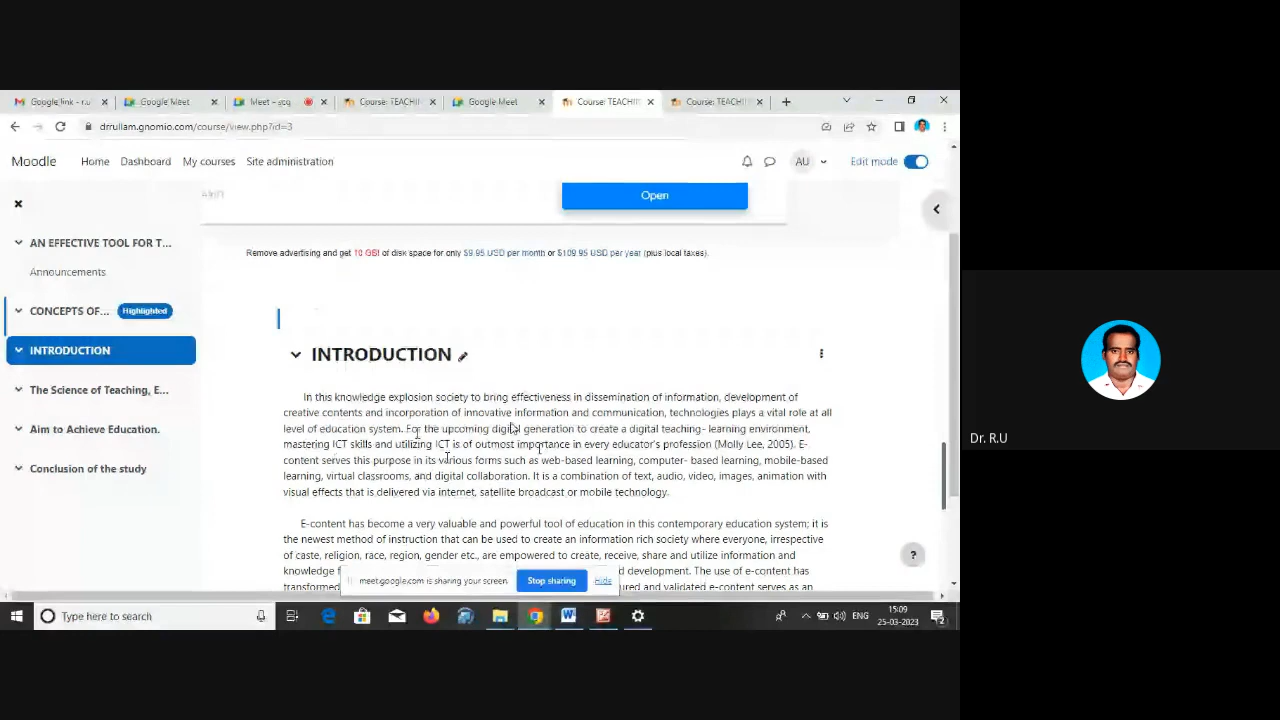 Google link - r.u
Google Meet
Meet - scq
Course: TEACHI
Google Meet
Course: TEACHI
Course: TEACHI
drruliam.gnomio.com/course/view.php?id=3
Moodle Home Dashboard My courses Site administration AU Edit mode
Open
Remove advertising and get 10 GB! of disk space for only $9.95 USD per month or $109.95 USD per year (plus local taxes).
AN EFFECTIVE TOOL FOR T...
Announcements
CONCEPTS OF... Highlighted
INTRODUCTION
The Science of Teaching, E...
Aim to Achieve Education.
Conclusion of the study
INTRODUCTION
In this knowledge explosion society to bring effectiveness in dissemination of information, development of
creative contents and incorporation of innovative information and communication, technologies plays a vital role at all
level of education system. For the upcoming digital generation to create a digital teaching- learning environment,
mastering ICT skills and utilizing ICT is of outmost importance in every educator's profession (Molly Lee, 2005). E-
content serves this purpose in its various forms such as web-based learning, computer- based learning, mobile-based
learning, virtual classrooms, and digital collaboration. It is a combination of text, audio, video, images, animation with
visual effects that is delivered via internet, satellite broadcast or mobile technology.
E-content has become a very valuable and powerful tool of education in this contemporary education system; it is
the newest method of instruction that can be used to create an information rich society where everyone, irrespective
of caste, religion, race, region, gender etc., are empowered to create, receive, share and utilize information and
knowledge d development. The use of e-content has
transformed ured and validated e-content serves as an
?
meet.google.com is sharing your screen.
Stop sharing
Hide
Type here to search
ENG
15:09
25-03-2023
Dr. R.U